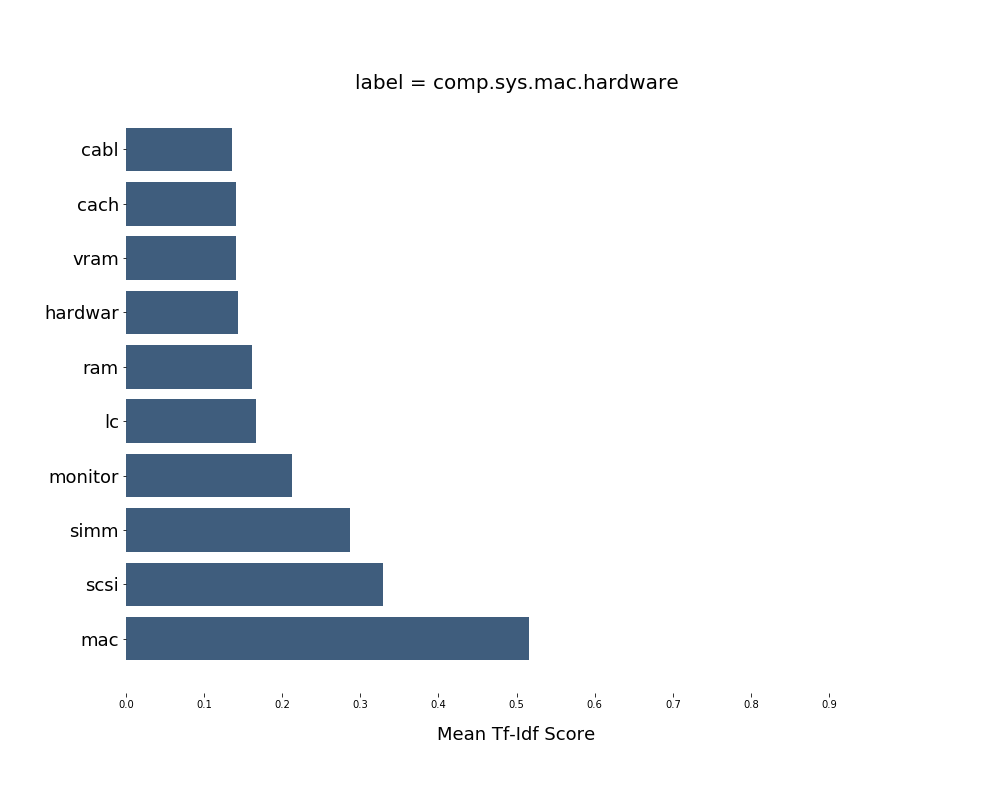 label = comp.sys.mac.hardware
cabl
cach
vram
hardwar
ram
lc
monitor
simm
scsi
mac
0.0 0.1 0.2 0.3 0.4 0.5 0.6 0.7 0.8 0.9
Mean Tf-Idf Score